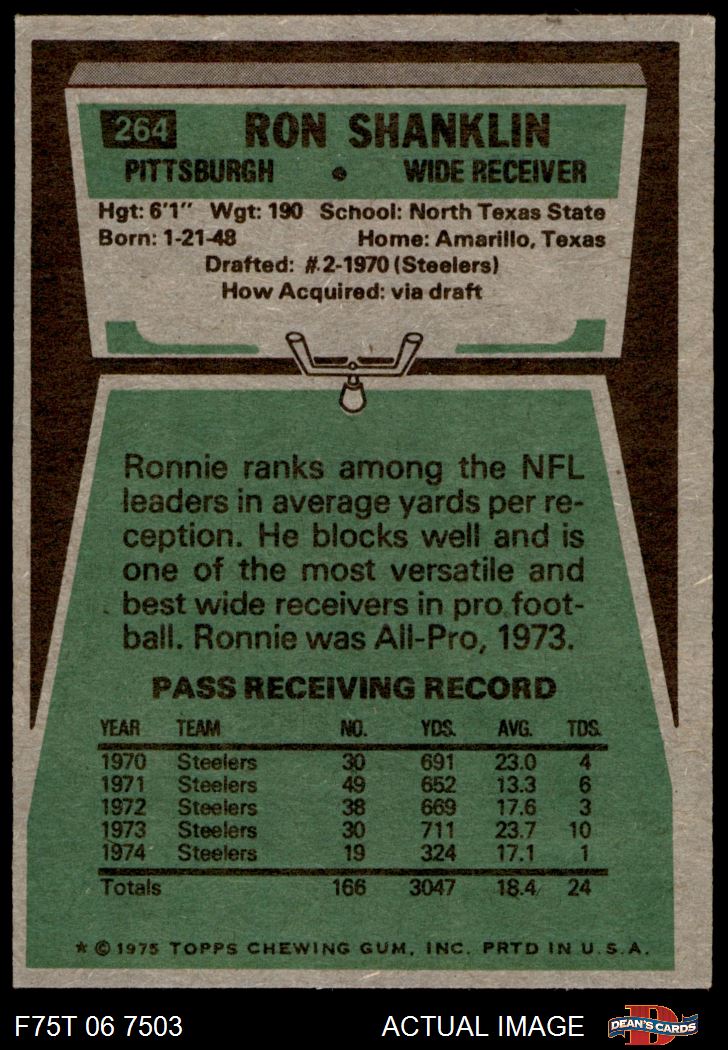 264 RON SHANKLIN
PITTSBURGH • WIDE RECEIVER
Hgt: 6'1" Wgt: 190 School: North Texas State
Born: 1-21-48 Home: Amarillo, Texas
Drafted: #2-1970 (Steelers)
How Acquired: via draft
Ronnie ranks among the NFL
leaders in average yards per re-
ception. He blocks well and is
one of the most versatile and
best wide receivers in pro foot-
ball. Ronnie was All-Pro, 1973.
PASS RECEIVING RECORD
YEAR TEAM NO. YDS. AVG. TDS.
1970 Steelers 30 691 23.0 4
1971 Steelers 49 652 13.3 6
1972 Steelers 38 669 17.6 3
1973 Steelers 30 711 23.7 10
1974 Steelers 19 324 17.1 1
Totals 166 3047 18.4 24
* © 1975 TOPPS CHEWING GUM, INC. PRTD IN U.S.A.
F75T 06 7503 ACTUAL IMAGE D DEAN'S CARDS